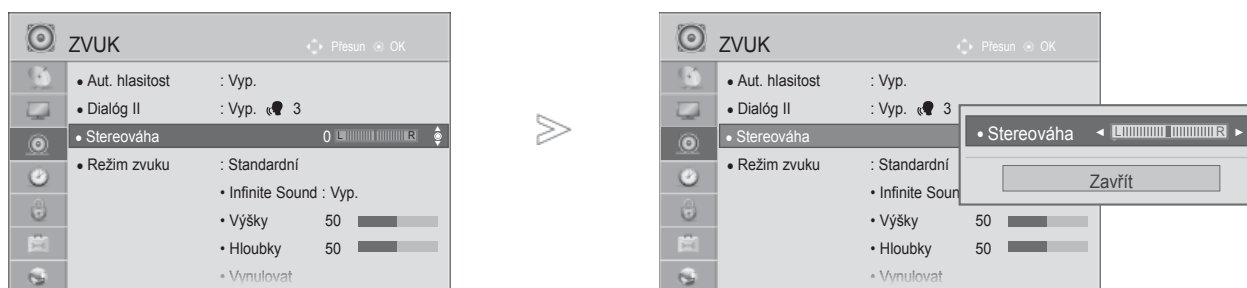 ZVUK Přesun OK
• Aut. hlasitost : Vyp.
• Dialóg II : Vyp. 3
• Stereováha 0 L R
• Režim zvuku : Standardní
• Infinite Sound : Vyp.
• Výšky 50
• Hloubky 50
• Vynulovat
ZVUK Přesun OK
• Aut. hlasitost : Vyp.
• Dialóg II : Vyp. 3
• Stereováha
• Režim zvuku : Standardní
• Infinite Soun
• Výšky 50
• Hloubky 50
• Vynulovat
• Stereováha L R
Zavřít